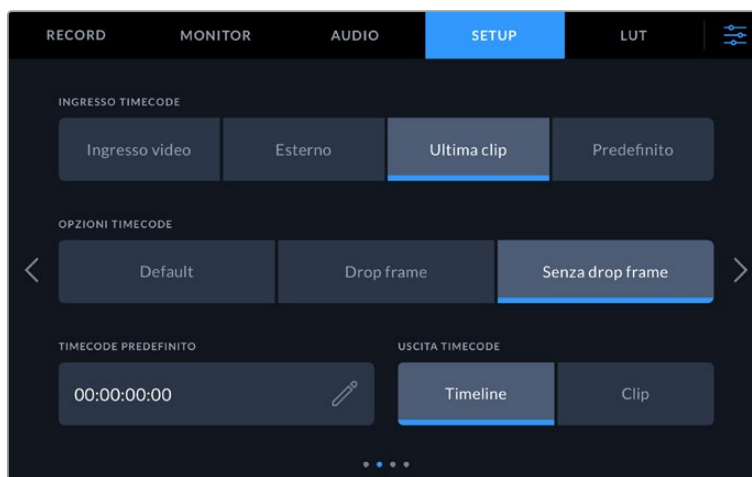 RECORD MONITOR AUDIO SETUP LUT
INGRESSO TIMECODE
Ingresso video Esterno Ultima clip Predefinito
OPZIONI TIMECODE
Default Drop frame Senza drop frame
TIMECODE PREDEFINITO USCITA TIMECODE
00:00:00:00 Timeline Clip